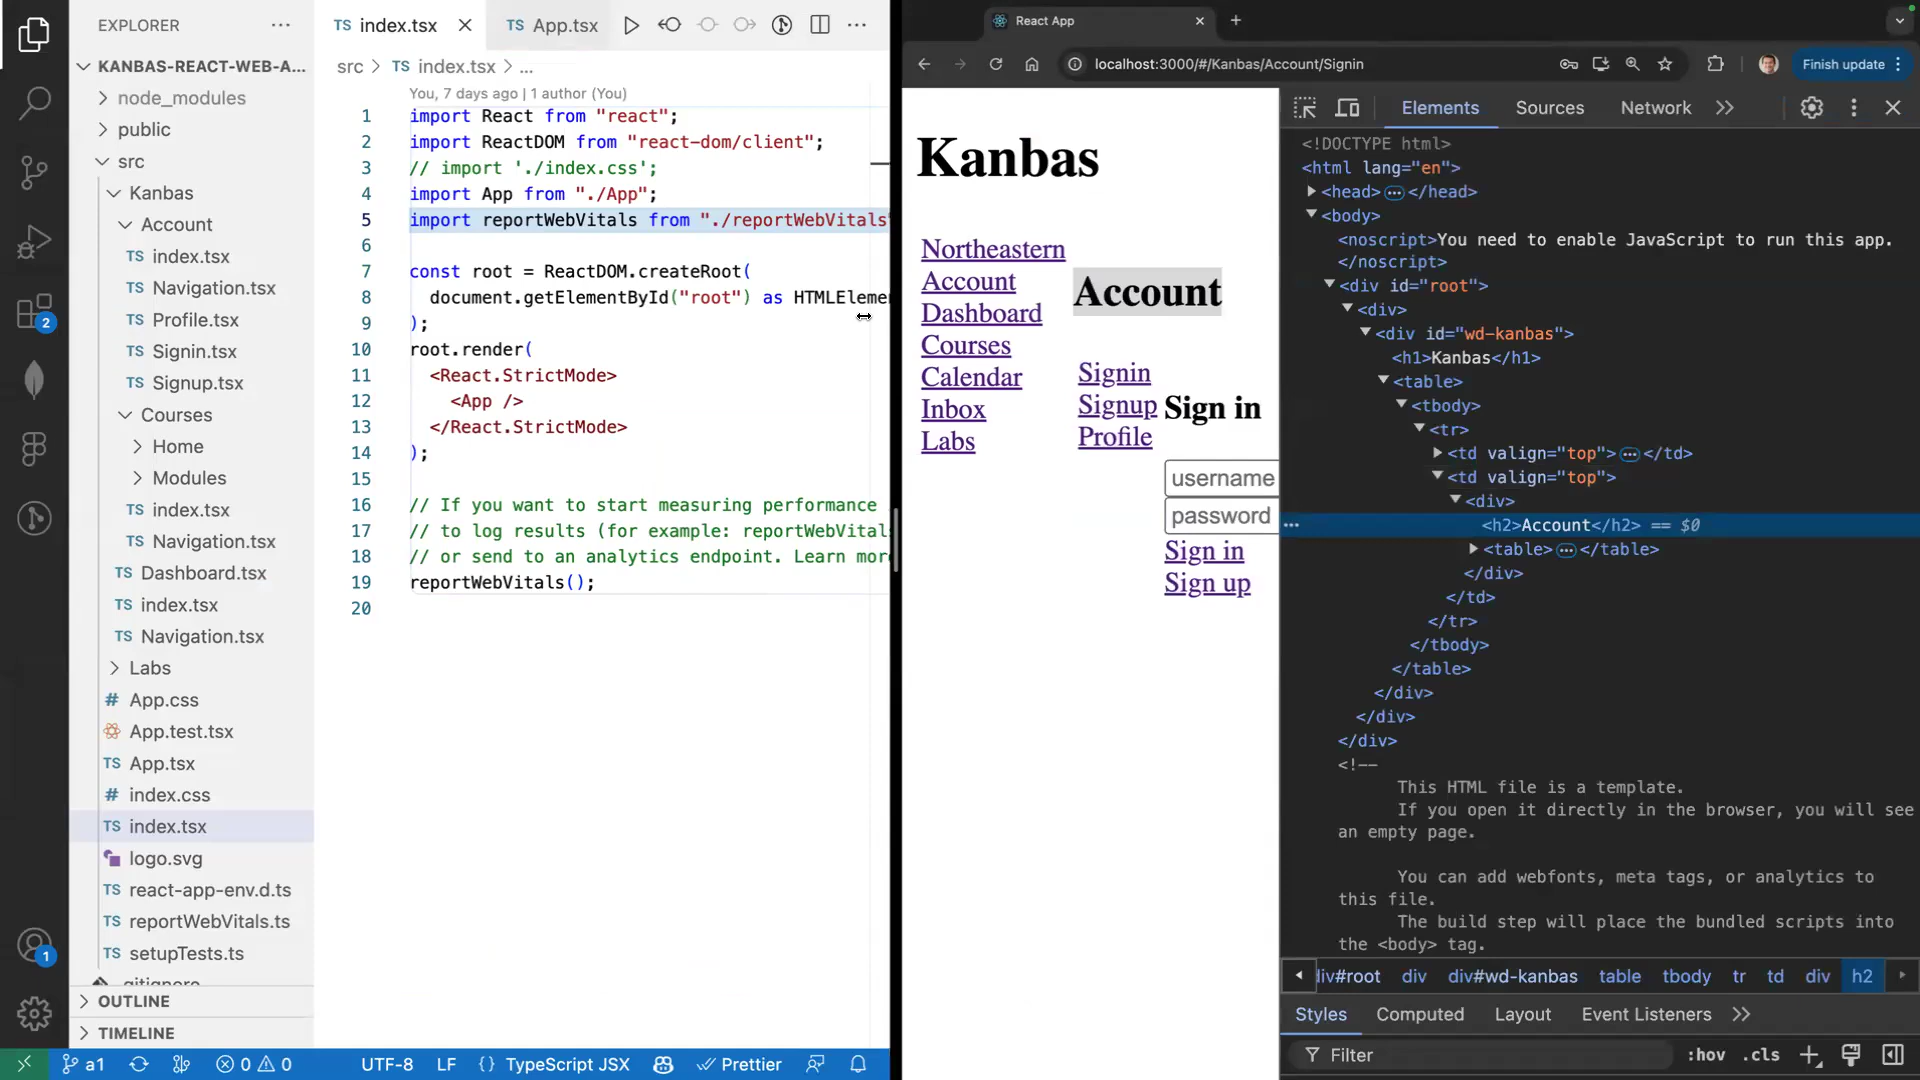 EXPLORER
KANBAS-REACT-WEB-A...
node_modules
public
src
Kanbas
Account
TS index.tsx
TS Navigation.tsx
TS Profile.tsx
TS Signin.tsx
TS Signup.tsx
Courses
Home
Modules
TS index.tsx
TS Navigation.tsx
TS Dashboard.tsx
TS index.tsx
TS Navigation.tsx
Labs
# App.css
App.test.tsx
TS App.tsx
# index.css
TS index.tsx
logo.svg
TS react-app-env.d.ts
TS reportWebVitals.ts
TS setupTests.ts
.gitignore
OUTLINE
TIMELINE
2
1
TS index.tsx
TS App.tsx
src > TS index.tsx > ...
You, 7 days ago | 1 author (You)
1 import React from "react";
2 import ReactDOM from "react-dom/client";
3 // import './index.css';
4 import App from "./App";
5 import reportWebVitals from "./reportWebVitals"
6
7 const root = ReactDOM.createRoot(
8 document.getElementById("root") as HTMLElemen
9 );
10 root.render(
11 <React.StrictMode>
12 <App />
13 </React.StrictMode>
14 );
15
16 // If you want to start measuring performance
17 // to log results (for example: reportWebVitals
18 // or send to an analytics endpoint. Learn more
19 reportWebVitals();
20
a1
0 0
UTF-8
LF
{} TypeScript JSX
Prettier
React App
localhost:3000/#/Kanbas/Account/Signin
Finish update
Kanbas
Northeastern
Account
Dashboard
Courses
Calendar
Inbox
Labs
Account
Signin
Signup
Profile
Sign in
username
password
Sign in
Sign up
Elements
Sources
Network
<!DOCTYPE html>
<html lang="en">
<head>…</head>
<body>
<noscript>You need to enable JavaScript to run this app.
</noscript>
<div id="root">
<div>
<div id="wd-kanbas">
<h1>Kanbas</h1>
<table>
<tbody>
<tr>
<td valign="top">…</td>
<td valign="top">
<div>
<h2>Account</h2> == $0
<table>…</table>
</div>
</td>
</tr>
</tbody>
</table>
</div>
</div>
</div>
<!--
This HTML file is a template.
If you open it directly in the browser, you will see
an empty page.
You can add webfonts, meta tags, or analytics to
this file.
The build step will place the bundled scripts into
the <body> tag.
div#root div div#wd-kanbas table tbody tr td div h2
Styles
Computed
Layout
Event Listeners
Filter
:hov
.cls